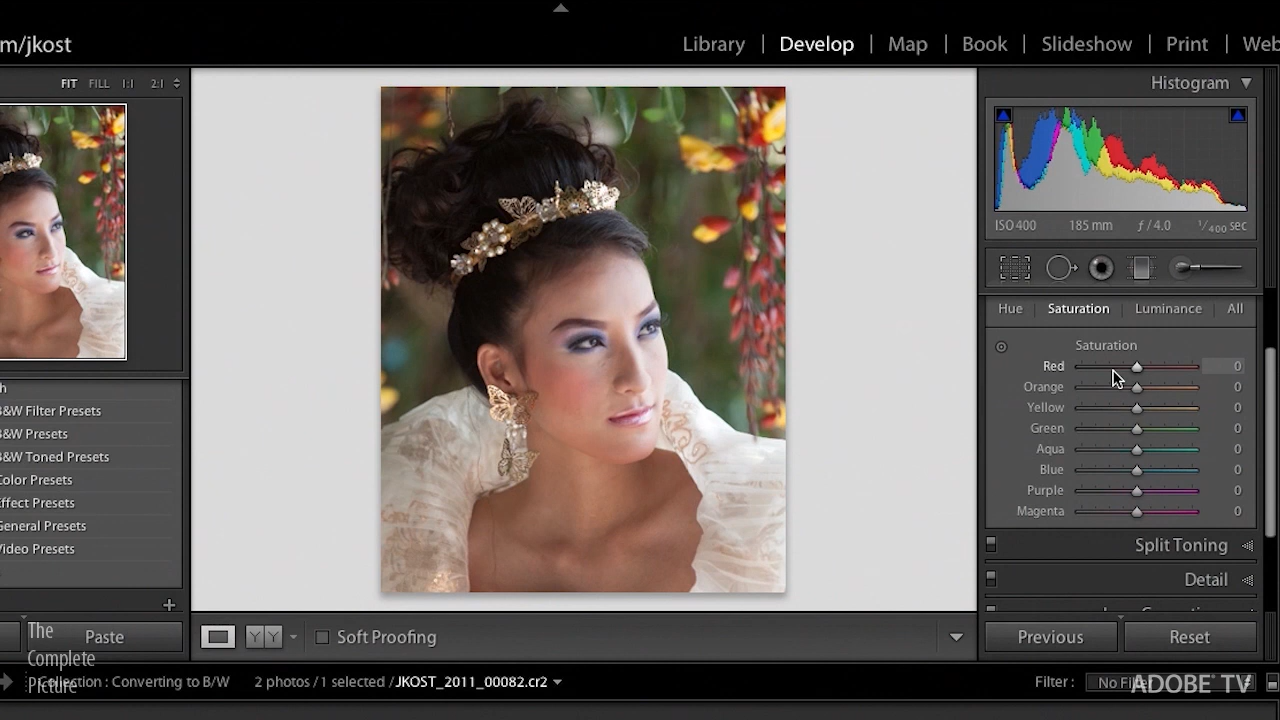 m/jkost
Library | Develop | Map | Book | Slideshow | Print | Web
FIT FILL 1:1 2:1
Histogram
ISO 400 185 mm ƒ / 4.0 1/400 sec
Hue | Saturation | Luminance | All
Saturation
Red 0
Orange 0
Yellow 0
Green 0
Aqua 0
Blue 0
Purple 0
Magenta 0
Split Toning
Detail
h
B&W Filter Presets
B&W Presets
B&W Toned Presets
Color Presets
Effect Presets
General Presets
Video Presets
Paste
YY
Soft Proofing
Previous
Reset
The
Complete
Picture
Collection : Converting to B/W 2 photos / 1 selected / JKOST_2011_00082.cr2
Filter :
ADOBE TV